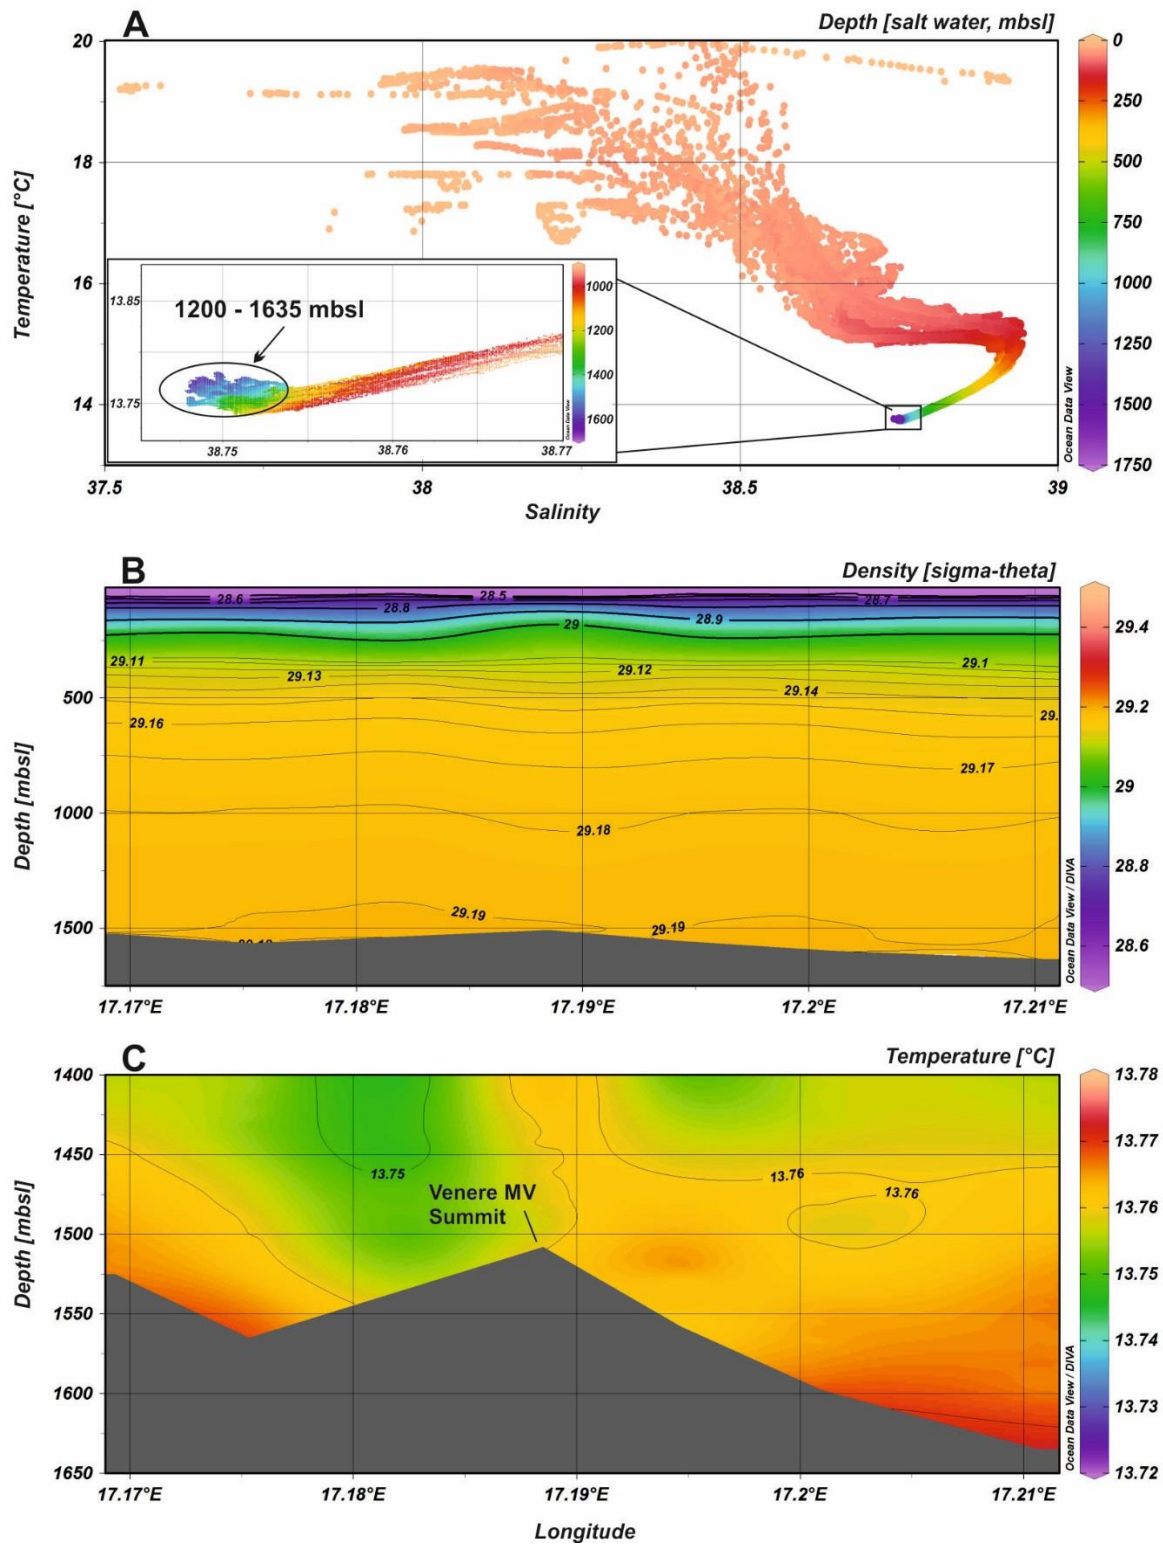 A
Depth [salt water, mbsl]
20
18
16
14
Temperature [°C]
37.5
38
38.5
39
Salinity
0
250
500
750
1000
1250
1500
1750
Ocean Data View
1200 - 1635 mbsl
13.85
13.75
38.75
38.76
38.77
1000
1200
1400
1600
Ocean Data View
B
Density [sigma-theta]
28.6
28.5
28.7
28.8
28.9
29
29.11
29.12
29.1
29.13
29.14
29.16
29.
29.17
29.18
29.19
29.19
500
1000
1500
Depth [mbsl]
17.17°E
17.18°E
17.19°E
17.2°E
17.21°E
29.4
29.2
29
28.8
28.6
Ocean Data View / DIVA
C
Temperature [°C]
1400
1450
1500
1550
1600
1650
Depth [mbsl]
13.75
13.76
13.76
Venere MV
Summit
17.17°E
17.18°E
17.19°E
17.2°E
17.21°E
Longitude
13.78
13.77
13.76
13.75
13.74
13.73
13.72
Ocean Data View / DIVA